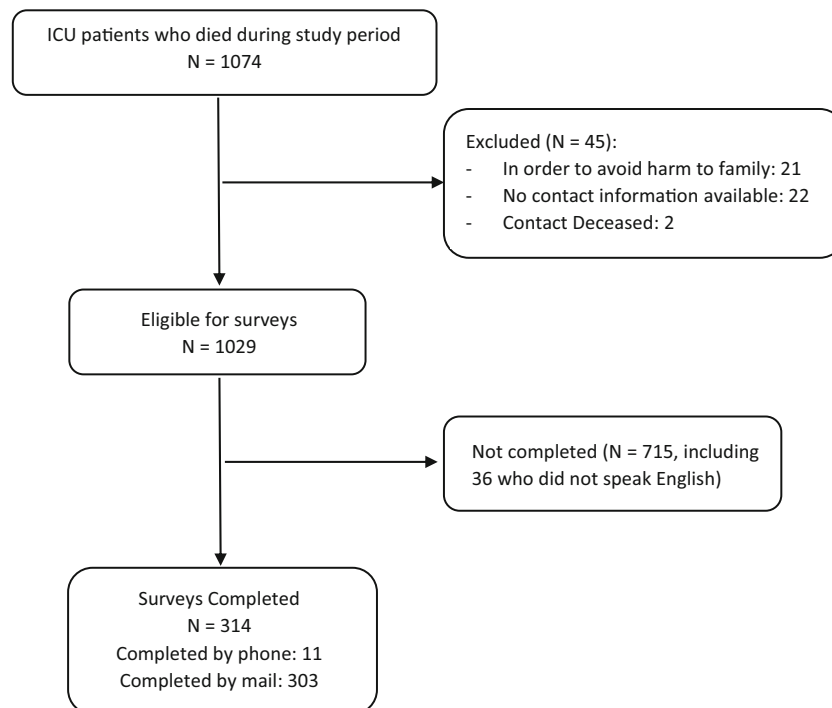 ICU patients who died during study period
N = 1074
Excluded (N = 45):
- In order to avoid harm to family: 21
- No contact information available: 22
- Contact Deceased: 2
Eligible for surveys
N = 1029
Not completed (N = 715, including
36 who did not speak English)
Surveys Completed
N = 314
Completed by phone: 11
Completed by mail: 303